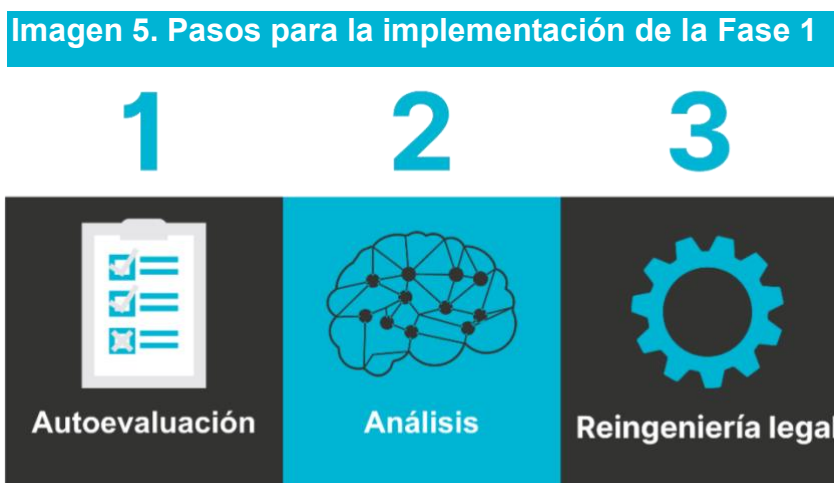 Imagen 5. Pasos para la implementación de la Fase 1
1
2
3
Autoevaluación
Análisis
Reingeniería legal